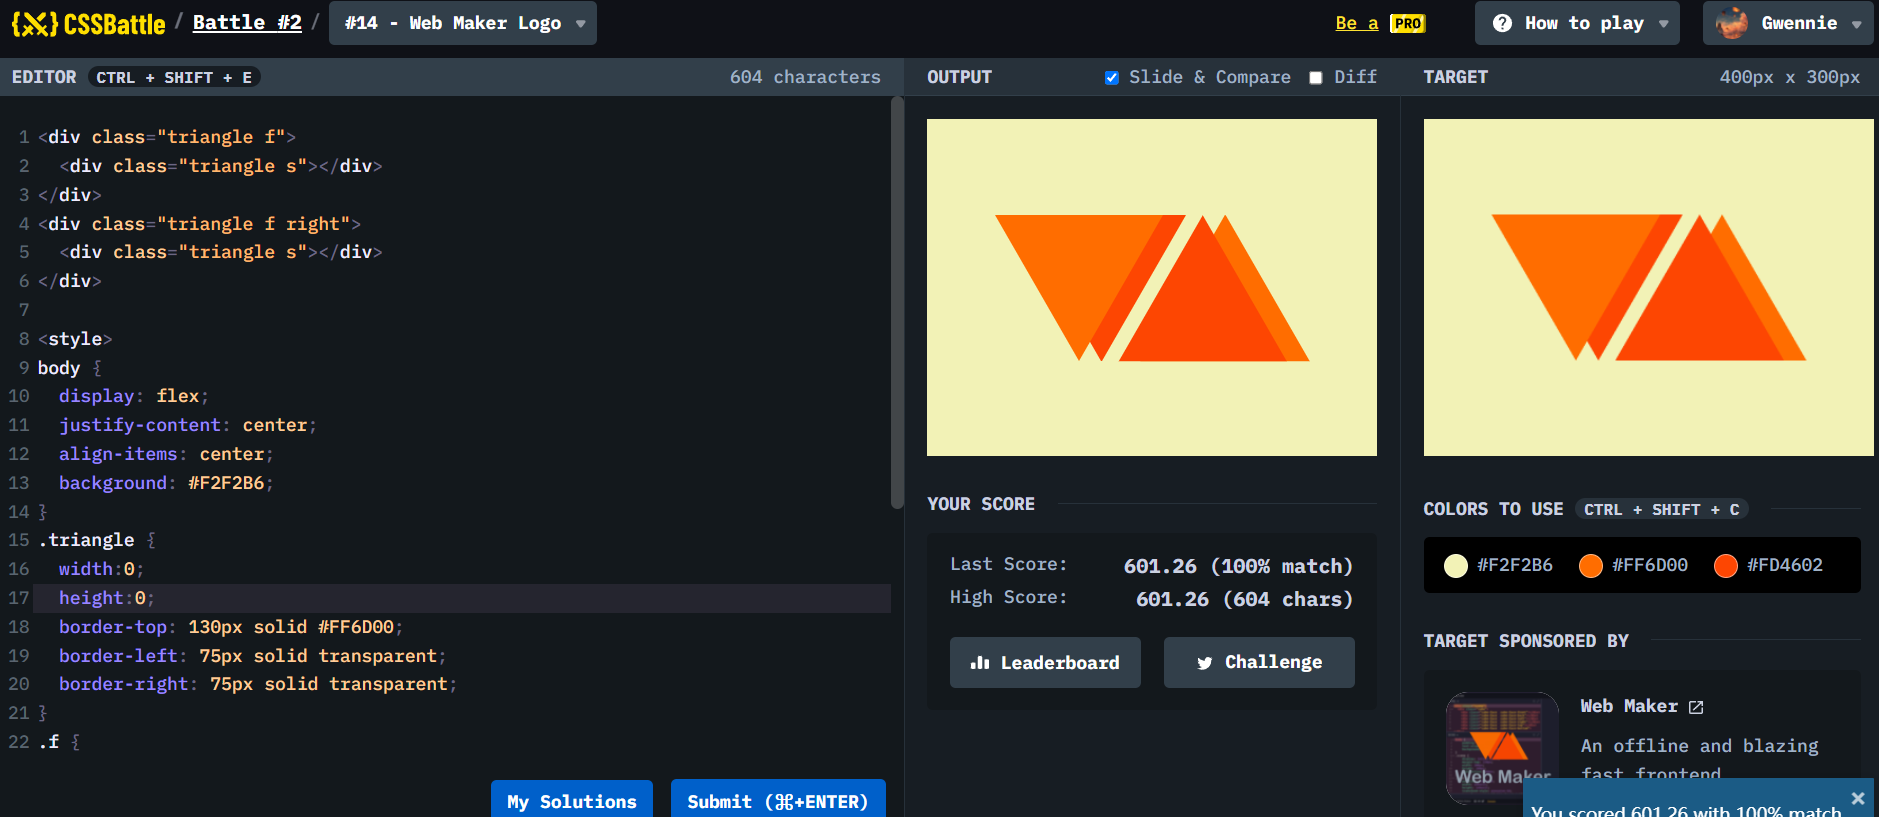 {X} CSSBattle / Battle #2 / #14 - Web Maker Logo
Be a PRO
How to play
Gwennie
EDITOR CTRL + SHIFT + E 604 characters
1 <div class="triangle f">
2 <div class="triangle s"></div>
3 </div>
4 <div class="triangle f right">
5 <div class="triangle s"></div>
6 </div>
7
8 <style>
9 body {
10 display: flex;
11 justify-content: center;
12 align-items: center;
13 background: #F2F2B6;
14 }
15 .triangle {
16 width:0;
17 height:0;
18 border-top: 130px solid #FF6D00;
19 border-left: 75px solid transparent;
20 border-right: 75px solid transparent;
21 }
22 .f {
My Solutions
Submit (⌘+ENTER)
OUTPUT Slide & Compare Diff
YOUR SCORE
Last Score: 601.26 (100% match)
High Score: 601.26 (604 chars)
Leaderboard
Challenge
TARGET 400px x 300px
COLORS TO USE CTRL + SHIFT + C
#F2F2B6 #FF6D00 #FD4602
TARGET SPONSORED BY
Web Maker
Web Maker
An offline and blazing
fast frontend
You scored 601.26 with 100% match